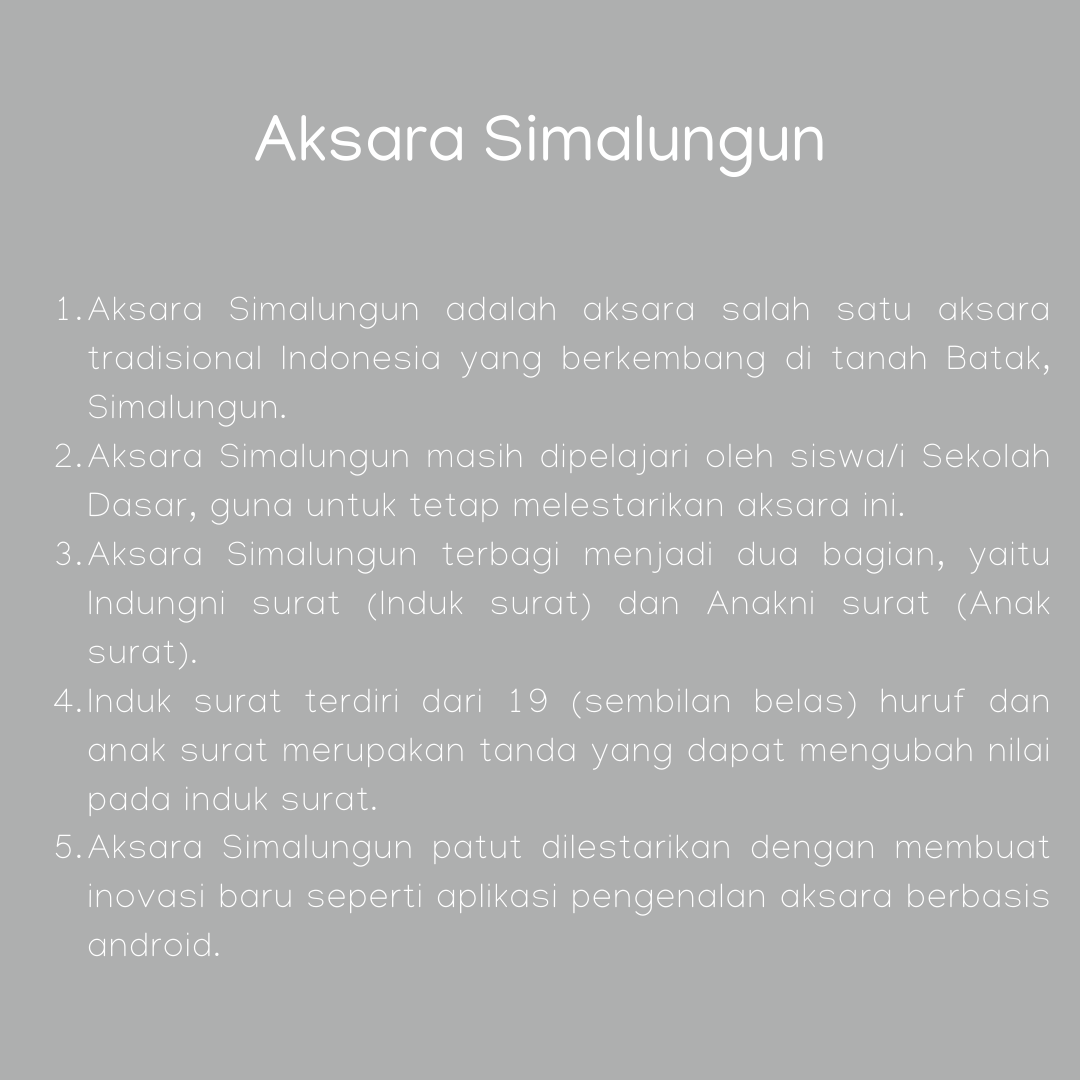 Aksara Simalungun
1. Aksara Simalungun adalah aksara salah satu aksara
tradisional Indonesia yang berkembang di tanah Batak,
Simalungun.
2. Aksara Simalungun masih dipelajari oleh siswa/i Sekolah
Dasar, guna untuk tetap melestarikan aksara ini.
3. Aksara Simalungun terbagi menjadi dua bagian, yaitu
Indungni surat (Induk surat) dan Anakni surat (Anak
surat).
4. Induk surat terdiri dari 19 (sembilan belas) huruf dan
anak surat merupakan tanda yang dapat mengubah nilai
pada induk surat.
5. Aksara Simalungun patut dilestarikan dengan membuat
inovasi baru seperti aplikasi pengenalan aksara berbasis
android.